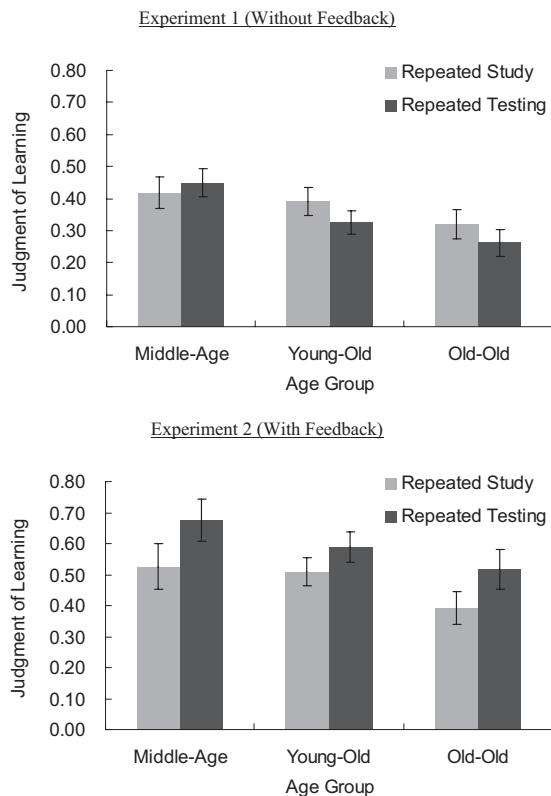 Experiment 1 (Without Feedback)
0.80
0.70
0.60
0.50
0.40
0.30
0.20
0.10
0.00
Judgment of Learning
Repeated Study
Repeated Testing
Middle-Age
Young-Old
Old-Old
Age Group
Experiment 2 (With Feedback)
0.80
0.70
0.60
0.50
0.40
0.30
0.20
0.10
0.00
Judgment of Learning
Repeated Study
Repeated Testing
Middle-Age
Young-Old
Old-Old
Age Group